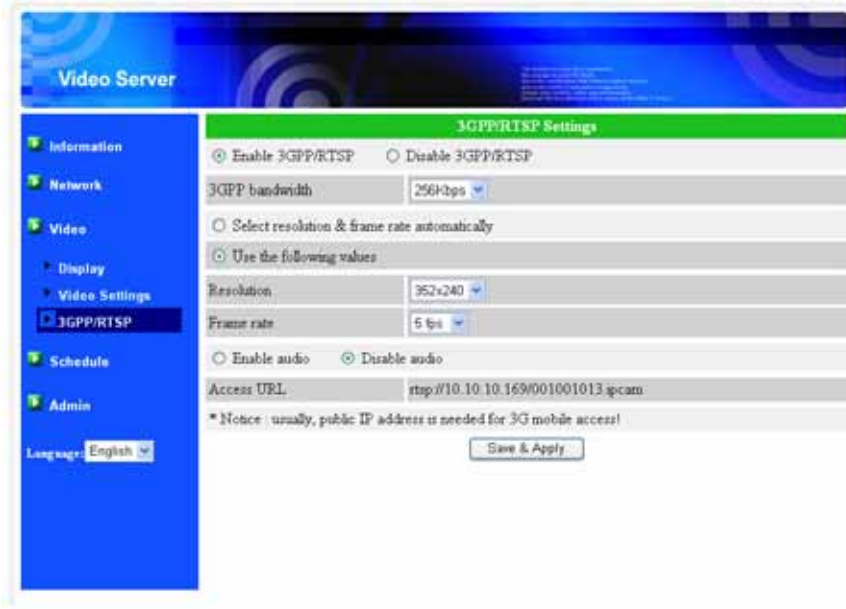 Video Server
Information
Network
Video
Display
Video Settings
3GPP/RTSP
Schedule
Admin
Language: English
3GPP/RTSP Settings
Enable 3GPP/RTSP Disable 3GPP/RTSP
3GPP bandwidth 256Kbps
Select resolution & frame rate automatically
Use the following values
Resolution 352x240
Frame rate 5 fps
Enable audio Disable audio
Access URL rtsp://10.10.10.169/001001013.ipcam
* Notice : usually, public IP address is needed for 3G mobile access!
Save & Apply